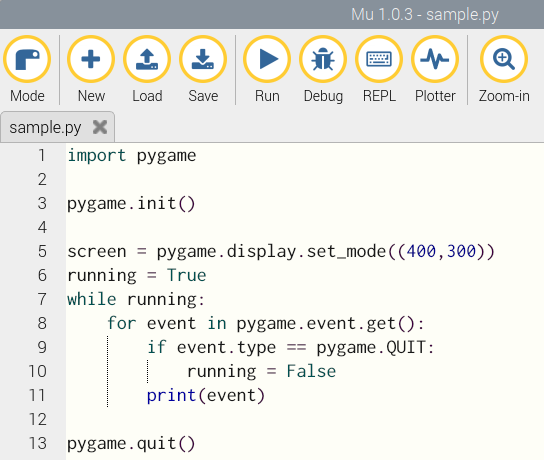 Mu 1.0.3 - sample.py
Mode New Load Save Run Debug REPL Plotter Zoom-in
sample.py
1 import pygame
2
3 pygame.init()
4
5 screen = pygame.display.set_mode((400,300))
6 running = True
7 while running:
8     for event in pygame.event.get():
9         if event.type == pygame.QUIT:
10             running = False
11         print(event)
12
13 pygame.quit()